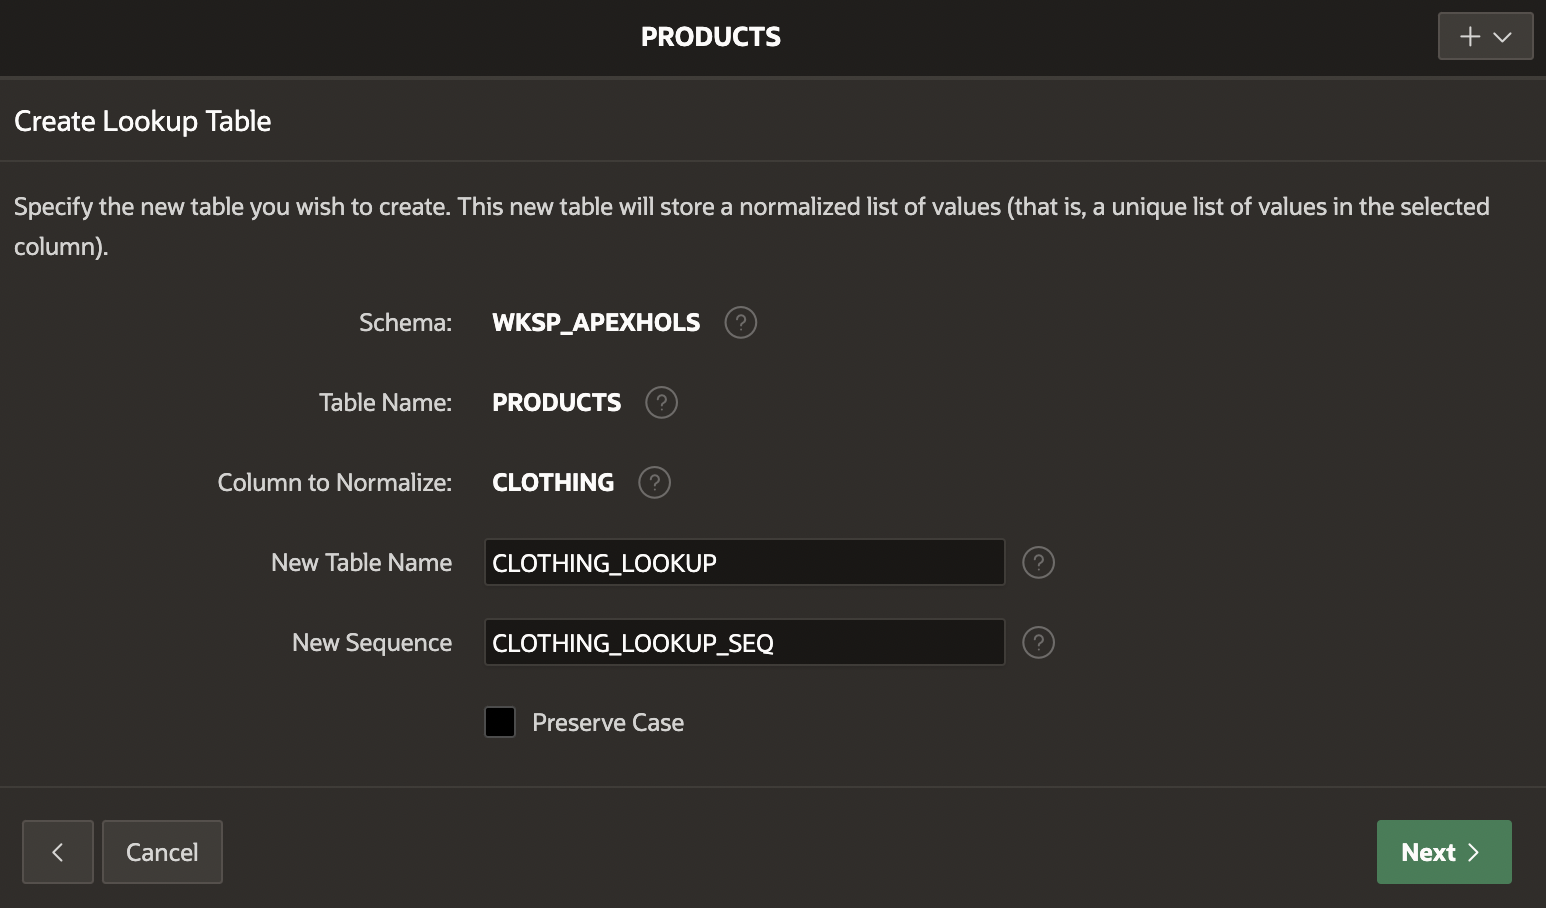 PRODUCTS
Create Lookup Table
Specify the new table you wish to create. This new table will store a normalized list of values (that is, a unique list of values in the selected
column).
Schema: WKSP_APEXHOLS ?
Table Name: PRODUCTS ?
Column to Normalize: CLOTHING ?
New Table Name CLOTHING_LOOKUP ?
New Sequence CLOTHING_LOOKUP_SEQ ?
Preserve Case
Cancel Next